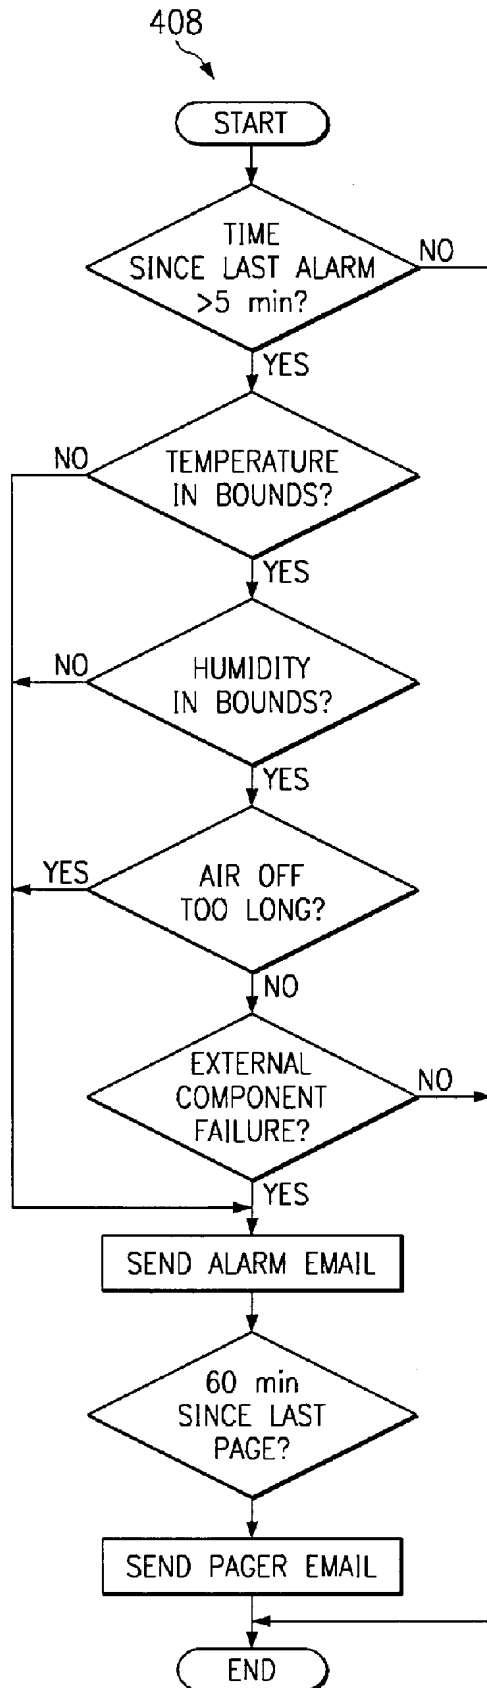 408
START
TIME
SINCE LAST ALARM
>5 min?
NO
YES
NO
TEMPERATURE
IN BOUNDS?
YES
NO
HUMIDITY
IN BOUNDS?
YES
YES
AIR OFF
TOO LONG?
NO
EXTERNAL
COMPONENT
FAILURE?
NO
YES
SEND ALARM EMAIL
60 min
SINCE LAST
PAGE?
SEND PAGER EMAIL
END